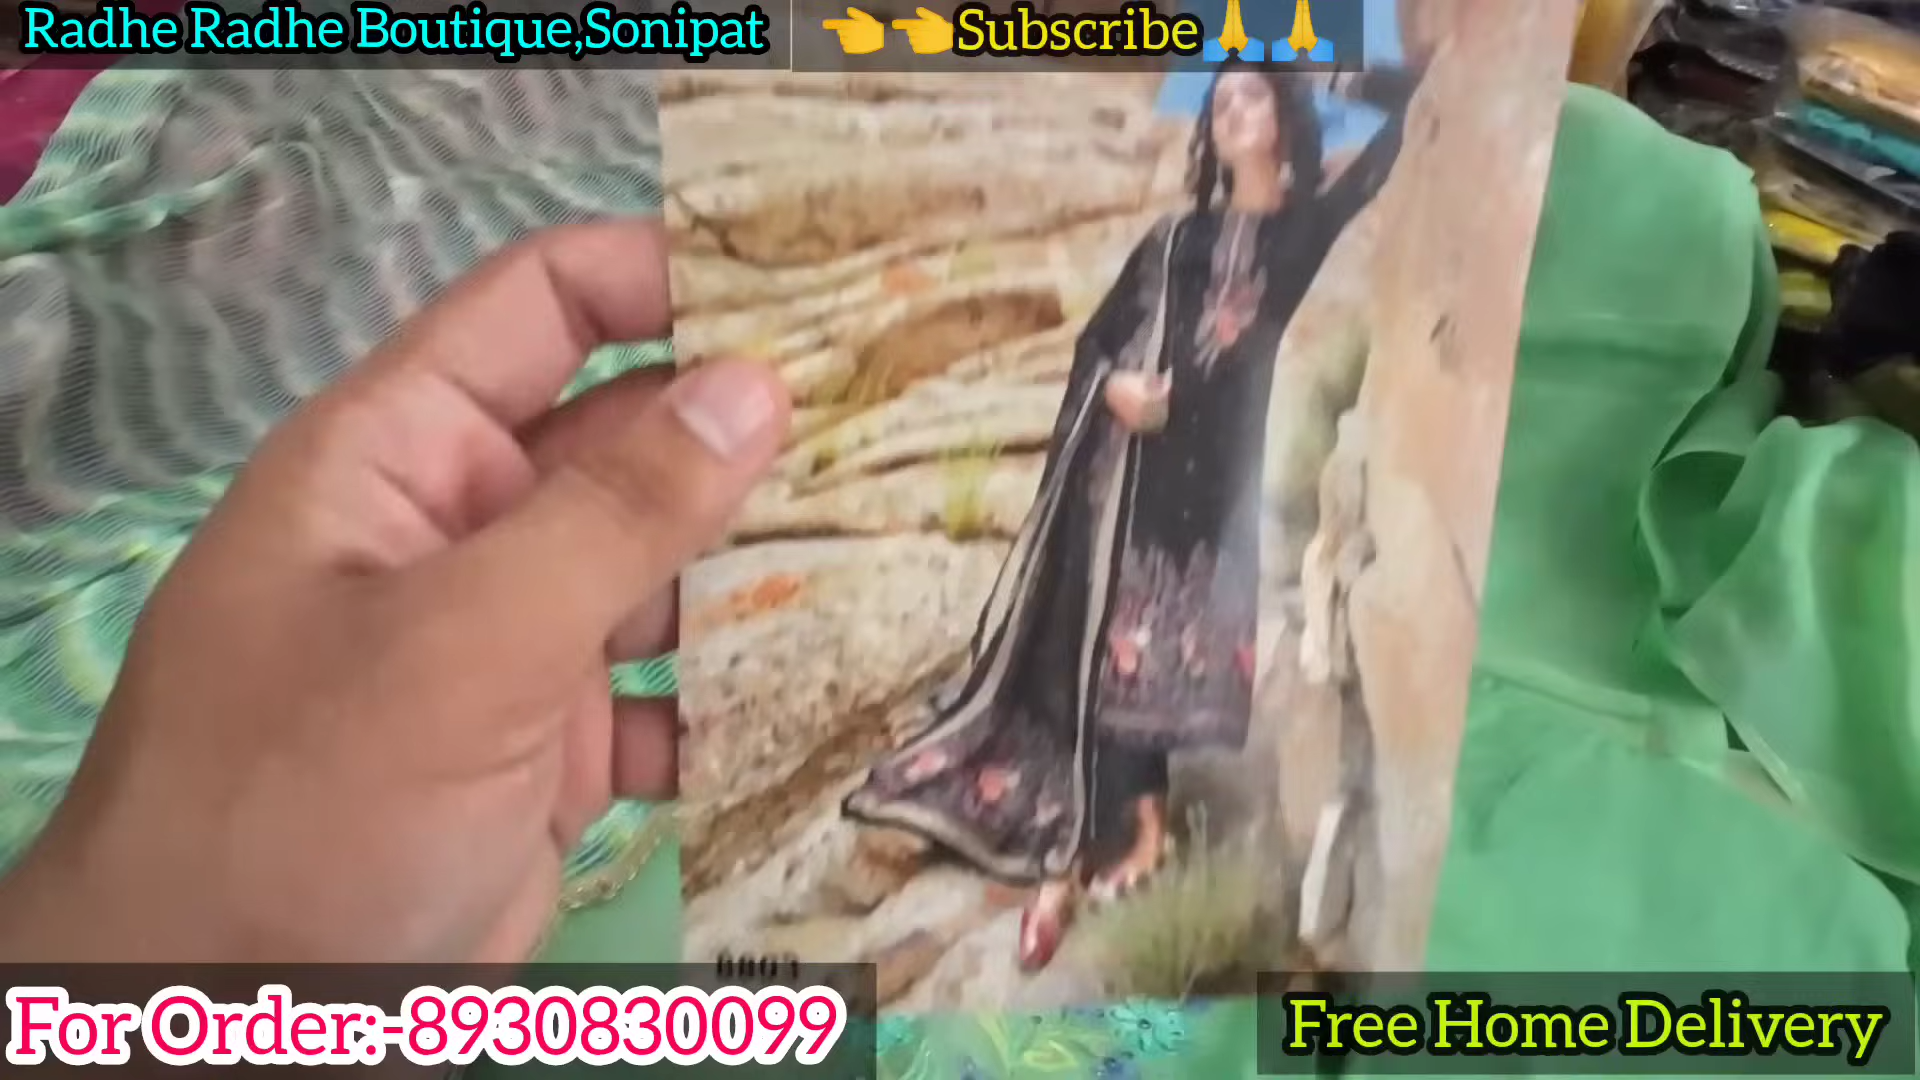 Radhe Radhe Boutique,Sonipat
👈👈Subscribe🙏🙏
For Order:-8930830099
Free Home Delivery